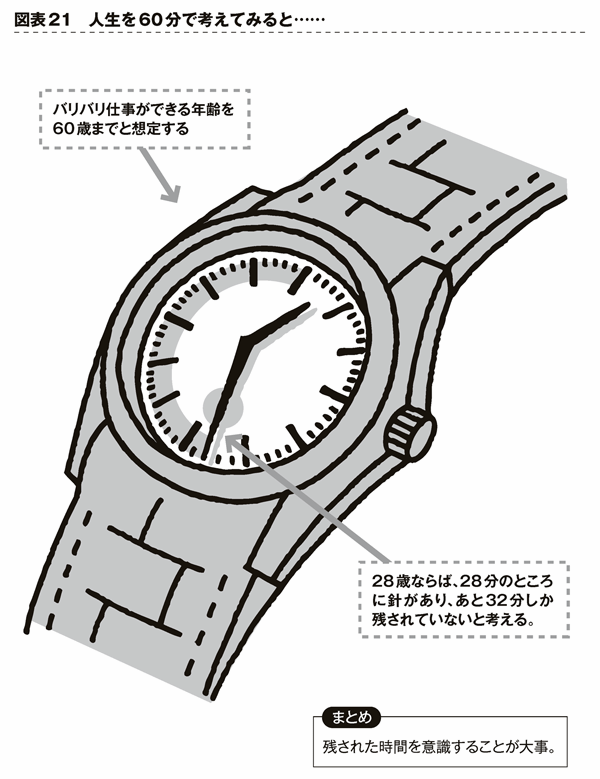 図表21　人生を60分で考えてみると……
バリバリ仕事ができる年齢を
60歳までと想定する
28歳ならば、28分のところ
に針があり、あと32分しか
残されていないと考える。
まとめ
残された時間を意識することが大事。